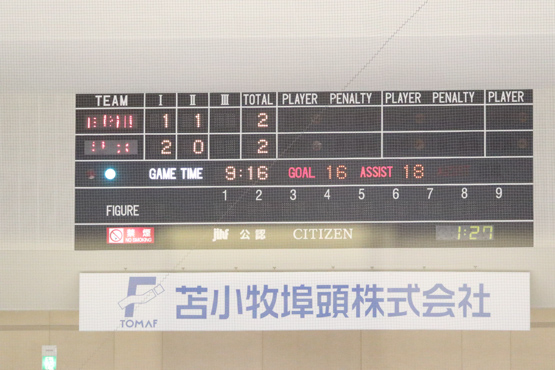 TEAM I II III TOTAL PLAYER PENALTY PLAYER PENALTY PLAYER
1 1 2
2 0 2
GAME TIME 9:16 GOAL 16 ASSIST 18
1 2 3 4 5 6 7 8 9
FIGURE
禁煙 NO SMOKING jihf 公認 CITIZEN 1:27
F 苫小牧埠頭株式会社
TOMAF